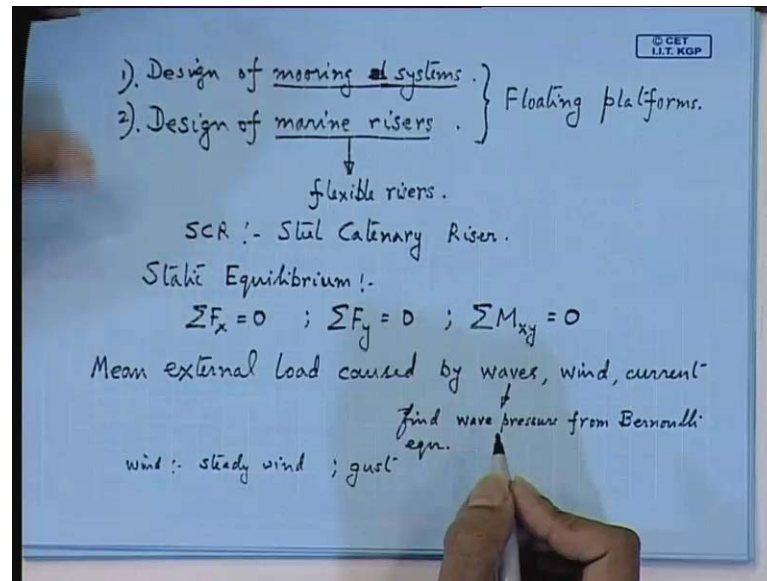 © CET
I.I.T. KGP
1). Design of mooring systems.
2). Design of marine risers.
Floating platforms.
flexible risers.
SCR :- Steel Catenary Riser.
Static Equilibrium :-
ΣFx = 0 ; ΣFy = 0 ; ΣMxy = 0
Mean external Load caused by waves, wind, current
find wave pressure from Bernoulli
eqn.
wind :- steady wind ; gust